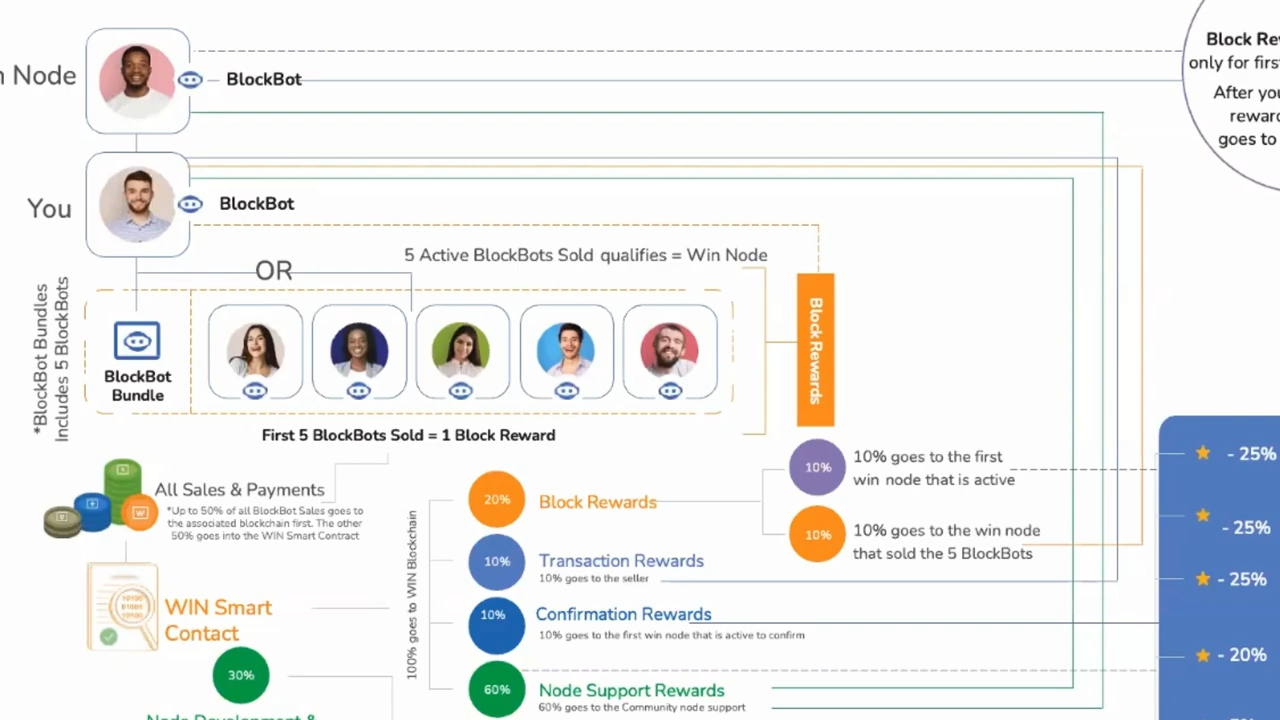 Node
BlockBot
You
BlockBot
Block
only for first
After you
goes to
5 Active BlockBots Sold qualifies = Win Node
OR
*BlockBot Bundles
Includes 5 BlockBots
BlockBot
Bundle
Block Rewards
First 5 BlockBots Sold = 1 Block Reward
All Sales & Payments
*Up to 50% of all BlockBot Sales goes to
the associated blockchain first. The other
50% goes into the WIN Smart Contract
WIN Smart
Contact
30%
100% goes to WIN Blockchain
20%
Block Rewards
10%
Transaction Rewards
10% goes to the seller
10%
Confirmation Rewards
10% goes to the first win node that is active to confirm
60%
Node Support Rewards
60% goes to the Community node support
10%
10% goes to the first
win node that is active
10%
10% goes to the win node
that sold the 5 BlockBots
- 25%
- 25%
- 25%
- 20%
Node Development &